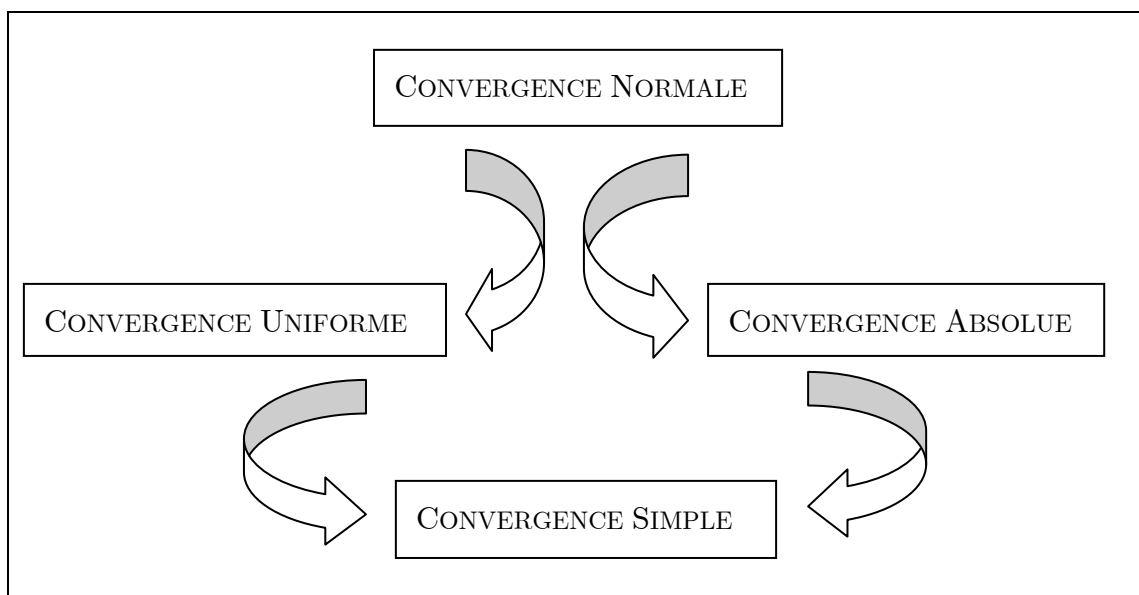 CONVERGENCE NORMALE
CONVERGENCE UNIFORME
CONVERGENCE ABSOLUE
CONVERGENCE SIMPLE